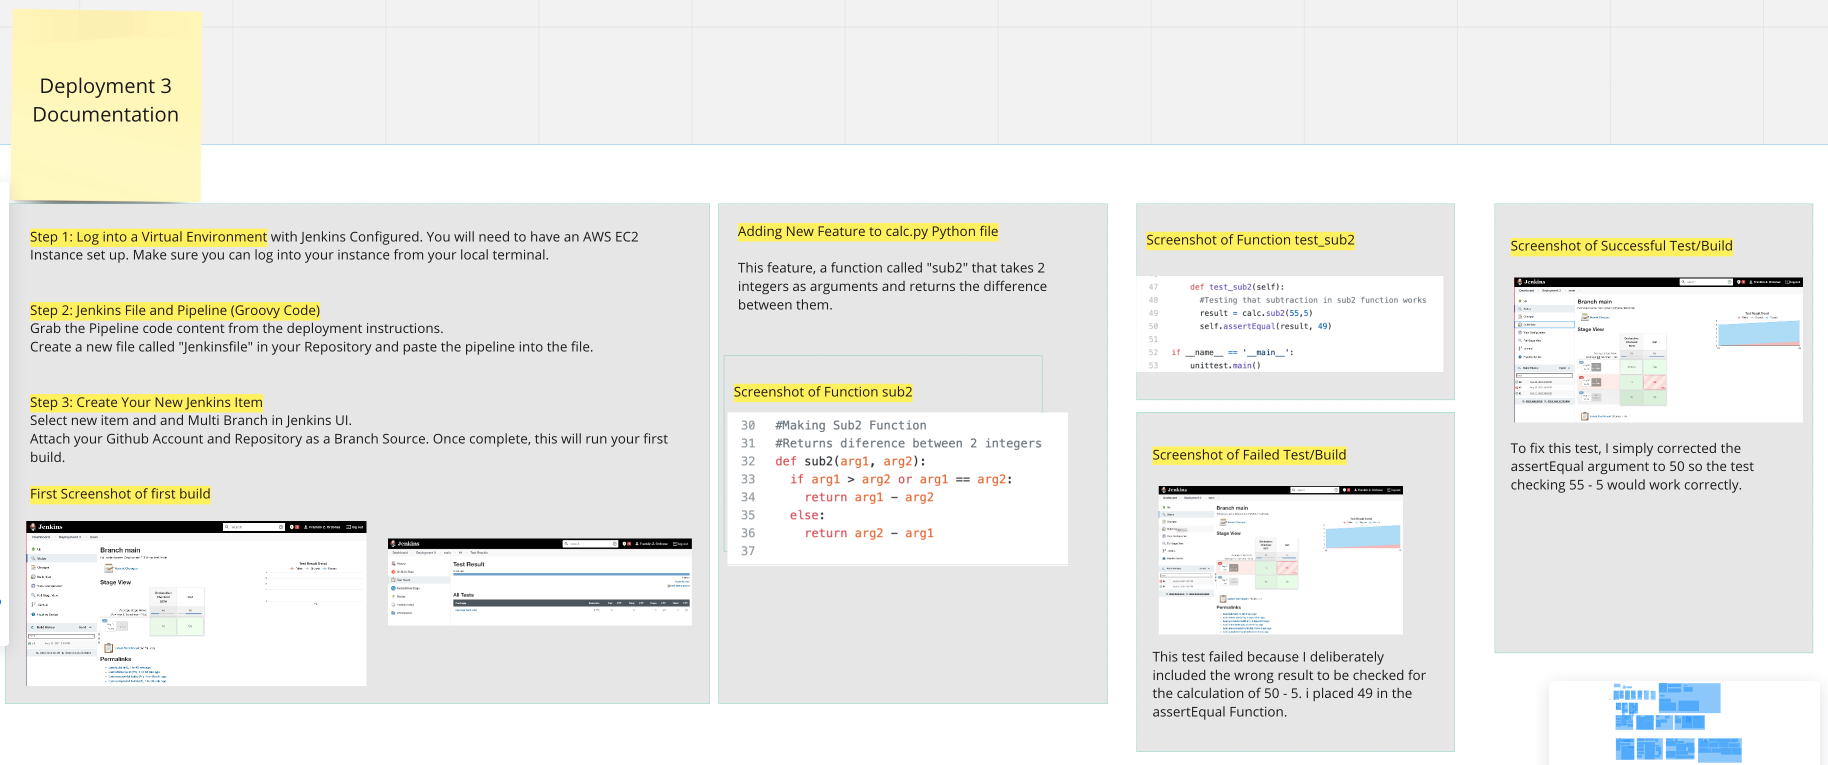 Deployment 3
Documentation
Step 1: Log into a Virtual Environment with Jenkins Configured. You will need to have an AWS EC2
Instance set up. Make sure you can log into your instance from your local terminal.
Step 2: Jenkins File and Pipeline (Groovy Code)
Grab the Pipeline code content from the deployment instructions.
Create a new file called "Jenkinsfile" in your Repository and paste the pipeline into the file.
Step 3: Create Your New Jenkins Item
Select new item and and Multi Branch in Jenkins UI.
Attach your Github Account and Repository as a Branch Source. Once complete, this will run your first
build.
First Screenshot of first build
Jenkins
Branch main
Stage View
Permalinks
Jenkins
Test Result
All Tests
Adding New Feature to calc.py Python file
This feature, a function called "sub2" that takes 2
integers as arguments and returns the difference
between them.
Screenshot of Function sub2
30 #Making Sub2 Function
31 #Returns diference between 2 integers
32 def sub2(arg1, arg2):
33 if arg1 > arg2 or arg1 == arg2:
34 return arg1 - arg2
35 else:
36 return arg2 - arg1
37
Screenshot of Function test_sub2
47 def test_sub2(self):
48 #Testing that subtraction in sub2 function works
49 result = calc.sub2(55,5)
50 self.assertEqual(result, 49)
51
52 if __name__ == '__main__':
53 unittest.main()
Screenshot of Failed Test/Build
Jenkins
Branch main
Stage View
Permalinks
This test failed because I deliberately
included the wrong result to be checked for
the calculation of 50 - 5. i placed 49 in the
assertEqual Function.
Screenshot of Successful Test/Build
Jenkins
Branch main
Stage View
To fix this test, I simply corrected the
assertEqual argument to 50 so the test
checking 55 - 5 would work correctly.